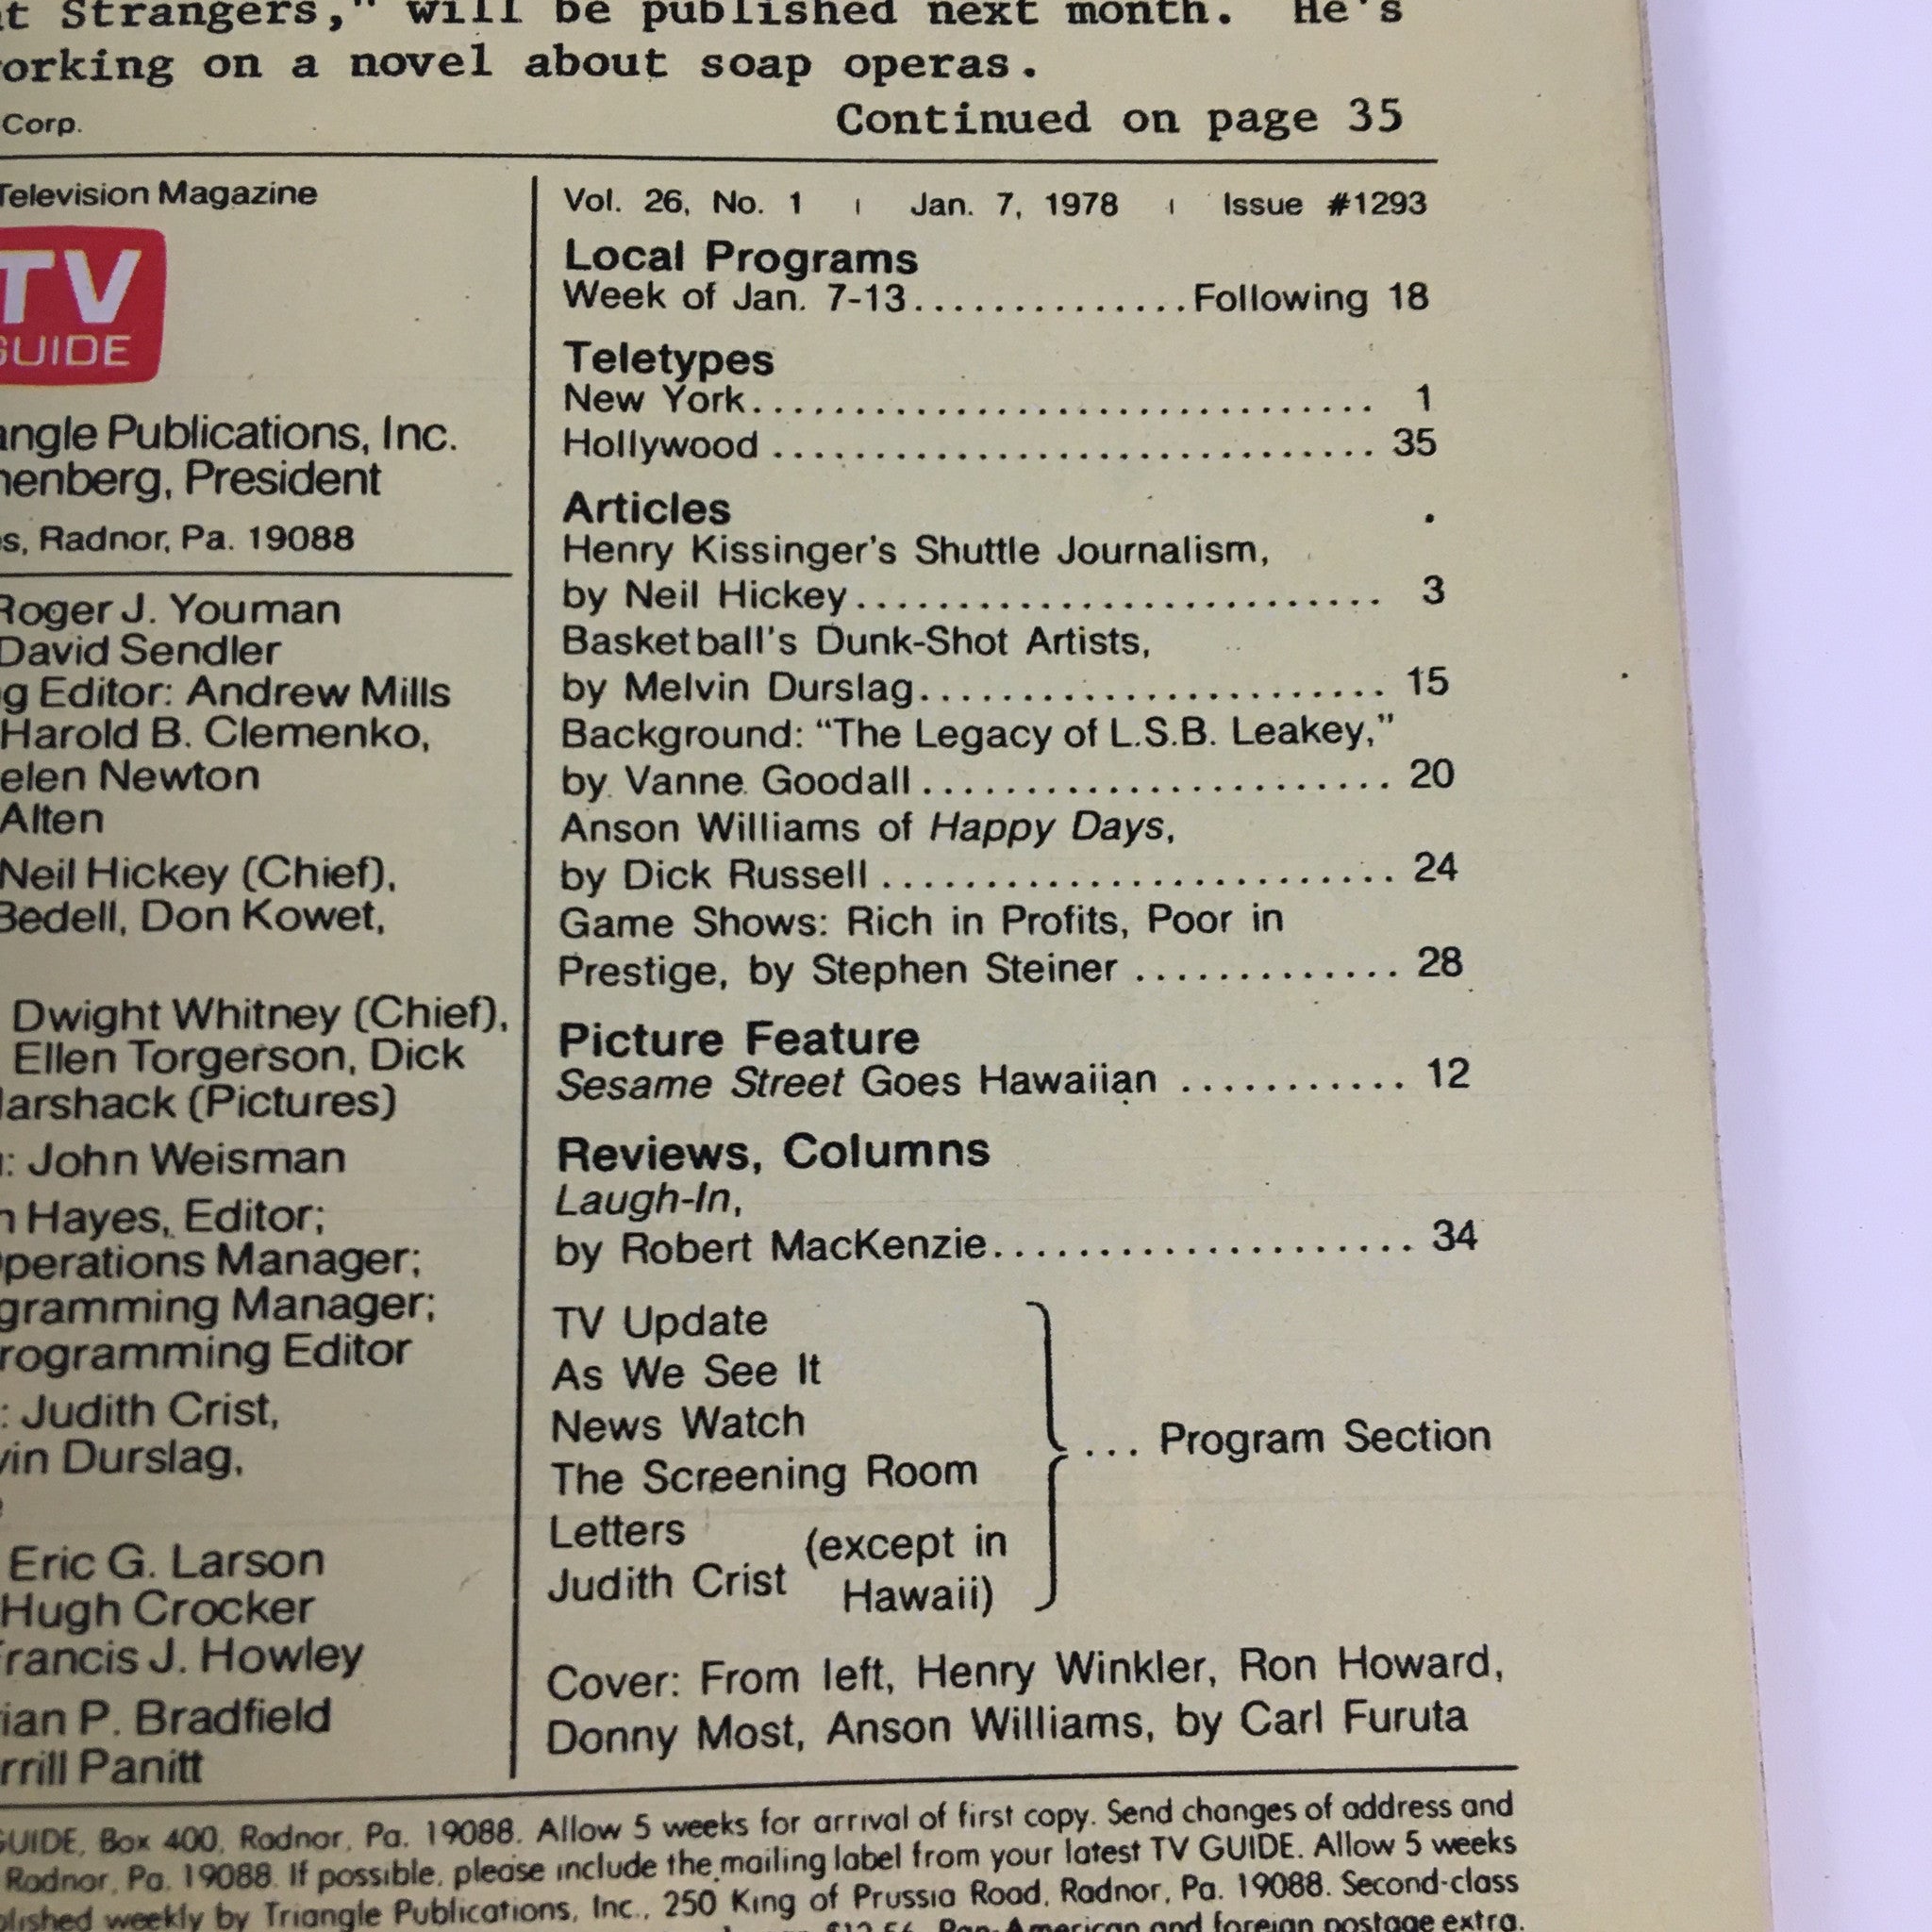 Strangers," will be published next month. He's
working on a novel about soap operas.
Corp.
Continued on page 35
Television Magazine
TV
GUIDE
Triangle Publications, Inc.
President
Radnor, Pa. 19088
Roger J. Youman
David Sendler
Editor: Andrew Mills
Harold B. Clemenko,
Newton
Alten
Neil Hickey (Chief),
Bedell, Don Kowet,
Dwight Whitney (Chief),
Ellen Torgerson, Dick
(Pictures)
: John Weisman
Hayes, Editor;
Operations Manager;
Programming Manager;
Programming Editor
: Judith Crist,
Durslag,
Eric G. Larson
Hugh Crocker
Francis J. Howley
P. Bradfield
Panitt
Vol. 26, No. 1 | Jan. 7, 1978 | Issue #1293
Local Programs
Week of Jan. 7-13..............Following 18
Teletypes
New York................................ 1
Hollywood ............................... 35
Articles
Henry Kissinger's Shuttle Journalism,
by Neil Hickey........................... 3
Basketball's Dunk-Shot Artists,
by Melvin Durslag........................ 15
Background: “The Legacy of L.S.B. Leakey,”
by Vanne Goodall ........................ 20
Anson Williams of Happy Days,
by Dick Russell .......................... 24
Game Shows: Rich in Profits, Poor in
Prestige, by Stephen Steiner ............. 28
Picture Feature
Sesame Street Goes Hawaiian ........... 12
Reviews, Columns
Laugh-In,
by Robert MacKenzie..................... 34
TV Update
As We See It
News Watch
The Screening Room
Letters
Judith Crist
(except in
Hawaii)
... Program Section
Cover: From left, Henry Winkler, Ron Howard,
Donny Most, Anson Williams, by Carl Furuta
GUIDE, Box 400, Radnor, Pa. 19088. Allow 5 weeks for arrival of first copy. Send changes of address and
Radnor, Pa. 19088. If possible, please include the mailing label from your latest TV GUIDE. Allow 5 weeks
published weekly by Triangle Publications, Inc., 250 King of Prussia Road, Radnor, Pa. 19088. Second-class
Pan-American and foreign postage extra.